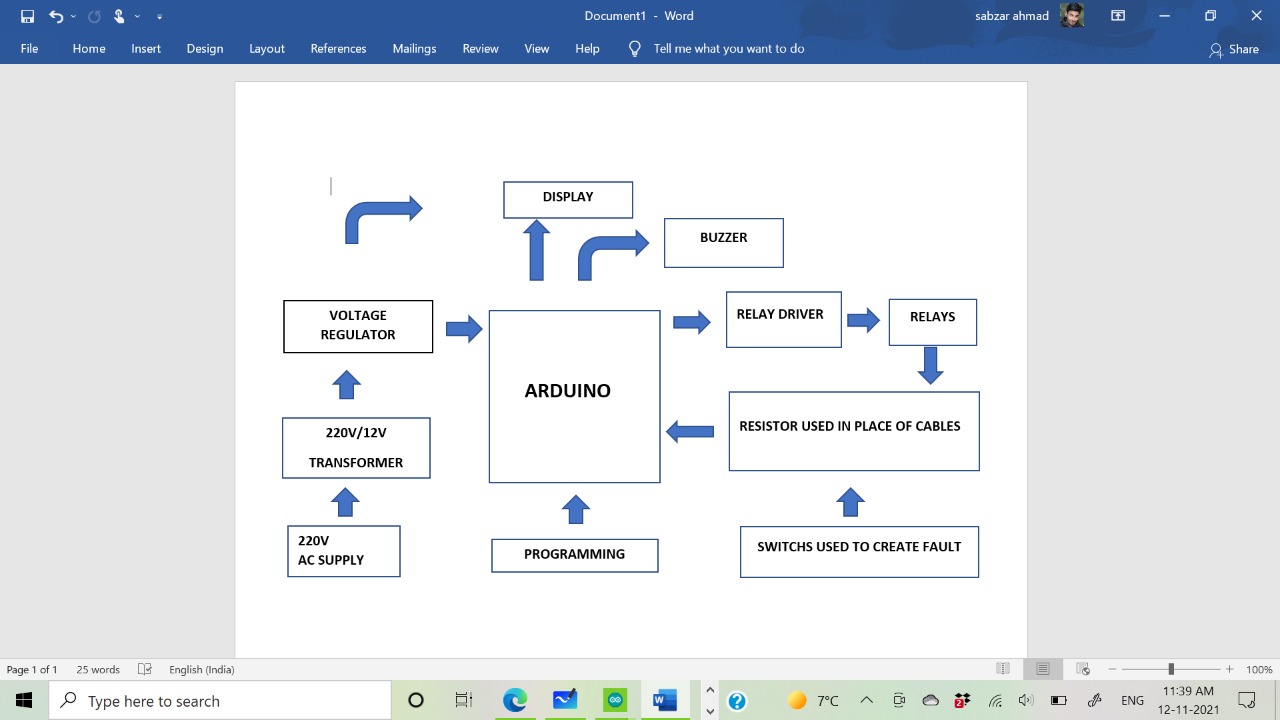 Document1 - Word
sabzar ahmad
File Home Insert Design Layout References Mailings Review View Help Tell me what you want to do
Share
DISPLAY
BUZZER
VOLTAGE
REGULATOR
RELAY DRIVER
RELAYS
ARDUINO
220V/12V
TRANSFORMER
RESISTOR USED IN PLACE OF CABLES
220V
AC SUPPLY
PROGRAMMING
SWITCHS USED TO CREATE FAULT
Page 1 of 1 25 words English (India) 100%
Type here to search
2
7°C
ENG
11:39 AM
12-11-2021